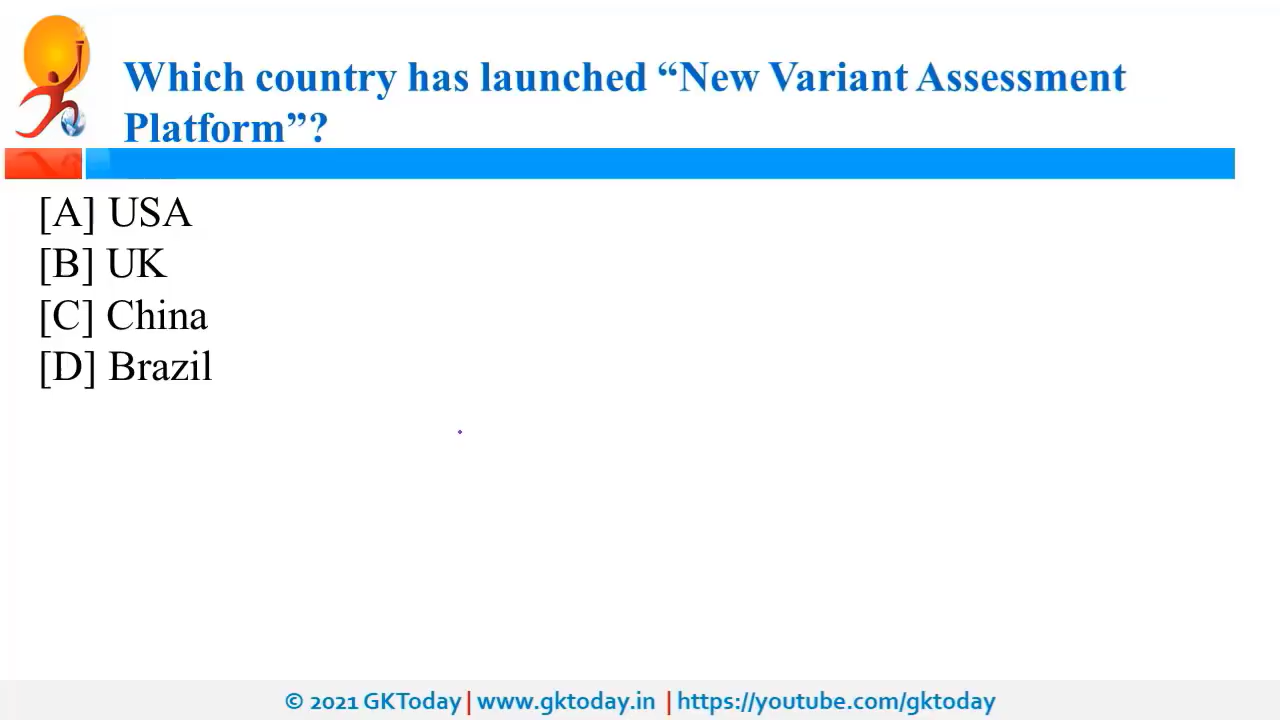 Which country has launched “New Variant Assessment
Platform”?
[A] USA
[B] UK
[C] China
[D] Brazil
© 2021 GKToday | www.gktoday.in | https://youtube.com/gktoday